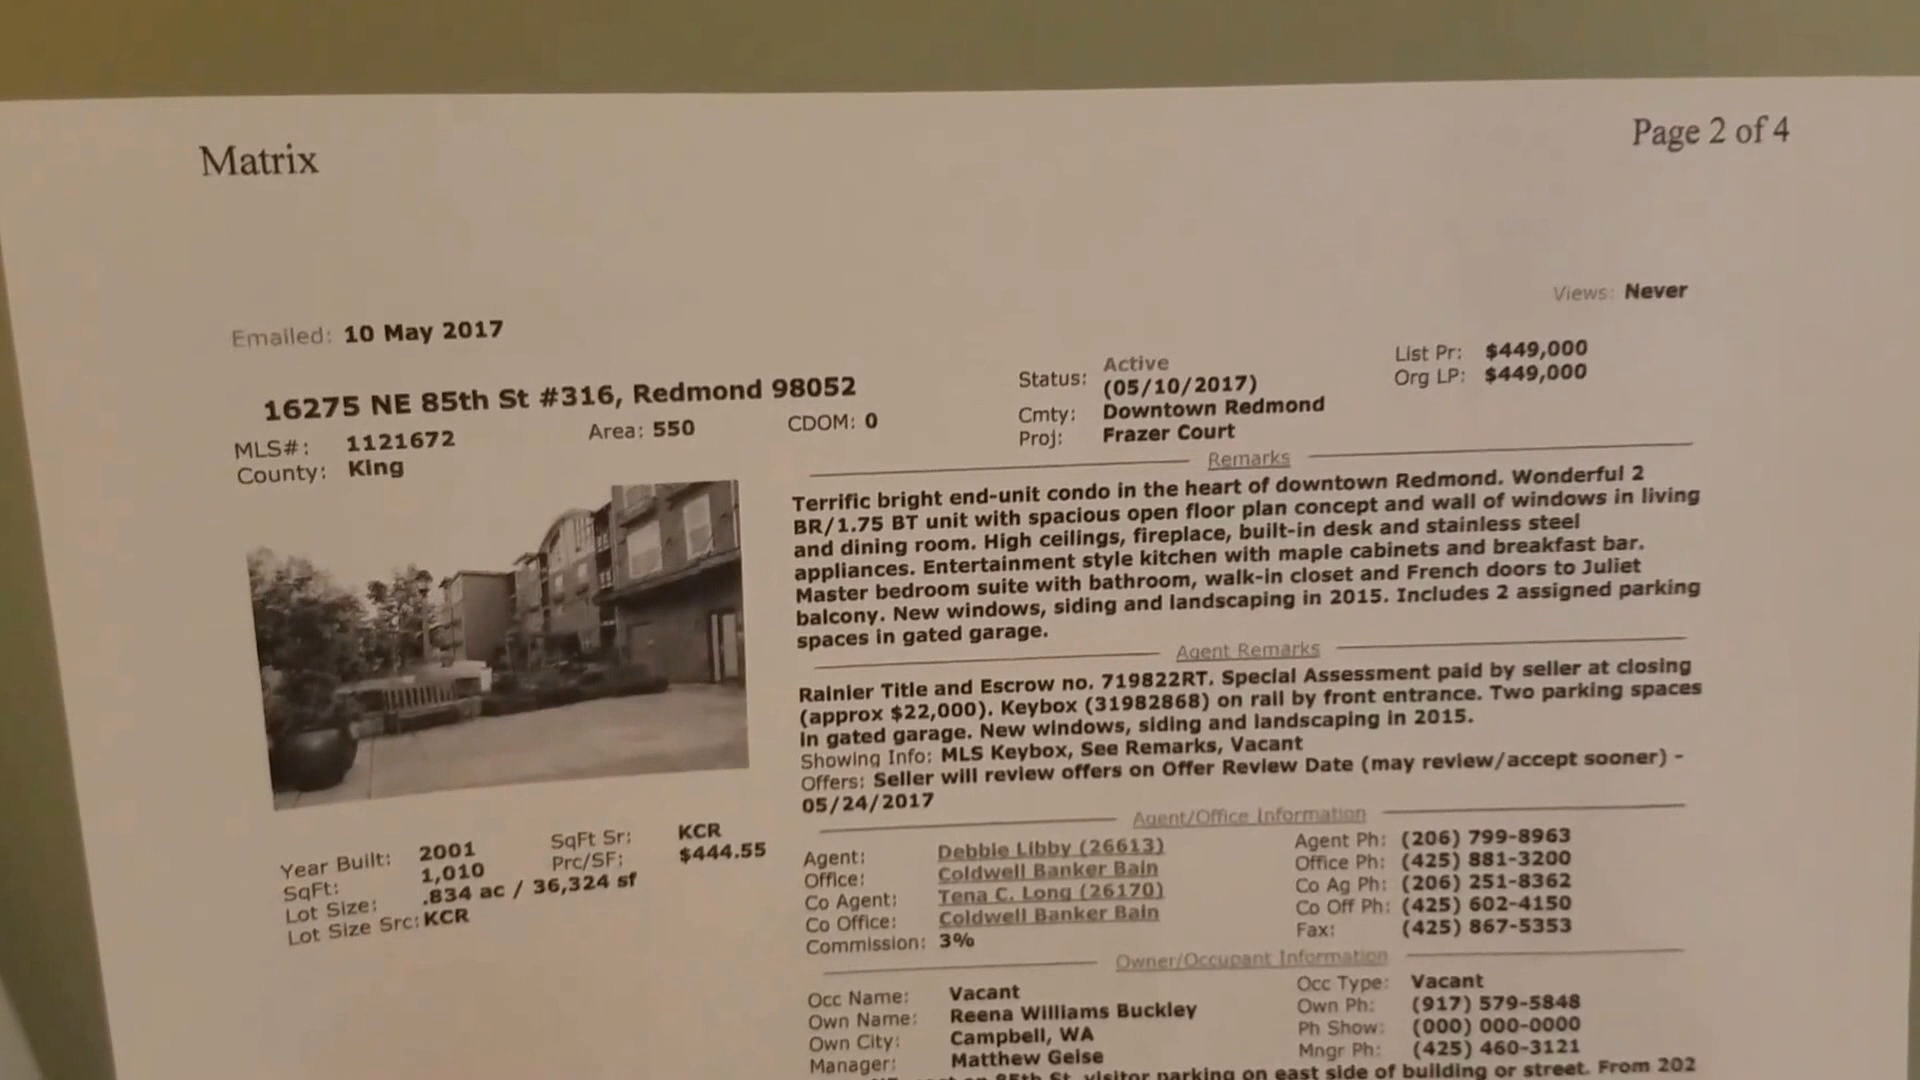 Matrix
Page 2 of 4
Views: Never
Emailed: 10 May 2017
16275 NE 85th St #316, Redmond 98052
MLS#: 1121672
Area: 550
CDOM: 0
County: King
Status: Active
(05/10/2017)
Cmty: Downtown Redmond
Proj: Frazer Court
List Pr: $449,000
Org LP: $449,000
Remarks
Terrific bright end-unit condo in the heart of downtown Redmond. Wonderful 2
BR/1.75 BT unit with spacious open floor plan concept and wall of windows in living
and dining room. High ceilings, fireplace, built-in desk and stainless steel
appliances. Entertainment style kitchen with maple cabinets and breakfast bar.
Master bedroom suite with bathroom, walk-in closet and French doors to Juliet
balcony. New windows, siding and landscaping in 2015. Includes 2 assigned parking
spaces in gated garage.
Agent Remarks
Rainier Title and Escrow no. 719822RT. Special Assessment paid by seller at closing
(approx $22,000). Keybox (31982868) on rail by front entrance. Two parking spaces
in gated garage. New windows, siding and landscaping in 2015.
Showing Info: MLS Keybox, See Remarks, Vacant
Offers: Seller will review offers on Offer Review Date (may review/accept sooner) -
05/24/2017
Year Built: 2001
SqFt Sr: KCR
SqFt: 1,010
Prc/SF: $444.55
Lot Size: .834 ac / 36,324 sf
Lot Size Src: KCR
Agent/Office Information
Agent: Debbie Libby (26613)
Agent Ph: (206) 799-8963
Office: Coldwell Banker Bain
Office Ph: (425) 881-3200
Co Agent: Tena C. Long (26170)
Co Ag Ph: (206) 251-8362
Co Office: Coldwell Banker Bain
Co Off Ph: (425) 602-4150
Commission: 3%
Fax: (425) 867-5353
Owner/Occupant Information
Occ Name: Vacant
Occ Type: Vacant
Own Name: Reena Williams Buckley
Own Ph: (917) 579-5848
Own City: Campbell, WA
Ph Show: (000) 000-0000
Manager: Matthew Geise
Mngr Ph: (425) 460-3121
85th St, visitor parking on east side of building or street. From 202